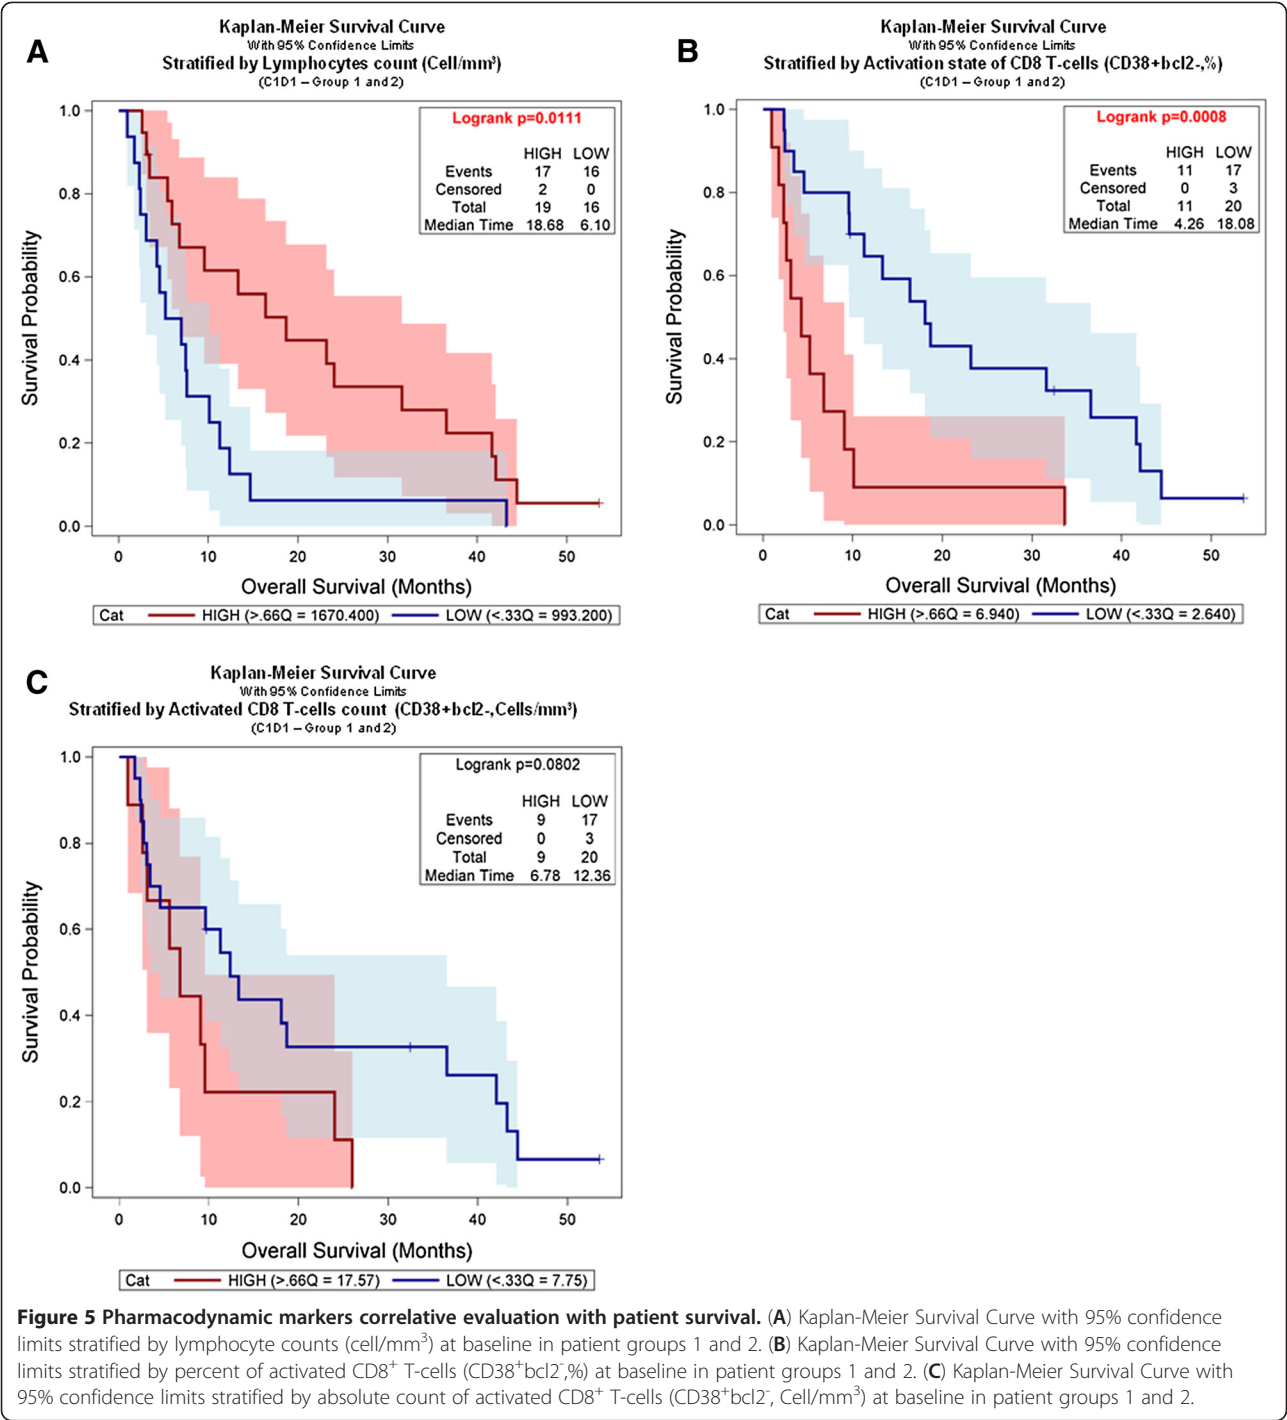 A
Kaplan-Meier Survival Curve
With 95% Confidence Limits
Stratified by Lymphocytes count (Cell/mm³)
(C1D1 – Group 1 and 2)
Logrank p=0.0111
HIGH LOW
Events 17 16
Censored 2 0
Total 19 16
Median Time 18.68 6.10
Survival Probability
1.0
0.8
0.6
0.4
0.2
0.0
0 10 20 30 40 50
Overall Survival (Months)
Cat HIGH (>.66Q = 1670.400) LOW (<.33Q = 993.200)
B
Kaplan-Meier Survival Curve
With 95% Confidence Limits
Stratified by Activation state of CD8 T-cells (CD38+bcl2-,%)
(C1D1 – Group 1 and 2)
Logrank p=0.0008
HIGH LOW
Events 11 17
Censored 0 3
Total 11 20
Median Time 4.26 18.08
Survival Probability
1.0
0.8
0.6
0.4
0.2
0.0
0 10 20 30 40 50
Overall Survival (Months)
Cat HIGH (>.66Q = 6.940) LOW (<.33Q = 2.640)
C
Kaplan-Meier Survival Curve
With 95% Confidence Limits
Stratified by Activated CD8 T-cells count (CD38+bcl2-,Cells/mm³)
(C1D1 – Group 1 and 2)
Logrank p=0.0802
HIGH LOW
Events 9 17
Censored 0 3
Total 9 20
Median Time 6.78 12.36
Survival Probability
1.0
0.8
0.6
0.4
0.2
0.0
0 10 20 30 40 50
Overall Survival (Months)
Cat HIGH (>.66Q = 17.57) LOW (<.33Q = 7.75)
Figure 5 Pharmacodynamic markers correlative evaluation with patient survival. (A) Kaplan-Meier Survival Curve with 95% confidence
limits stratified by lymphocyte counts (cell/mm³) at baseline in patient groups 1 and 2. (B) Kaplan-Meier Survival Curve with 95% confidence
limits stratified by percent of activated CD8⁺ T-cells (CD38⁺bcl2⁻,%) at baseline in patient groups 1 and 2. (C) Kaplan-Meier Survival Curve with
95% confidence limits stratified by absolute count of activated CD8⁺ T-cells (CD38⁺bcl2⁻, Cell/mm³) at baseline in patient groups 1 and 2.